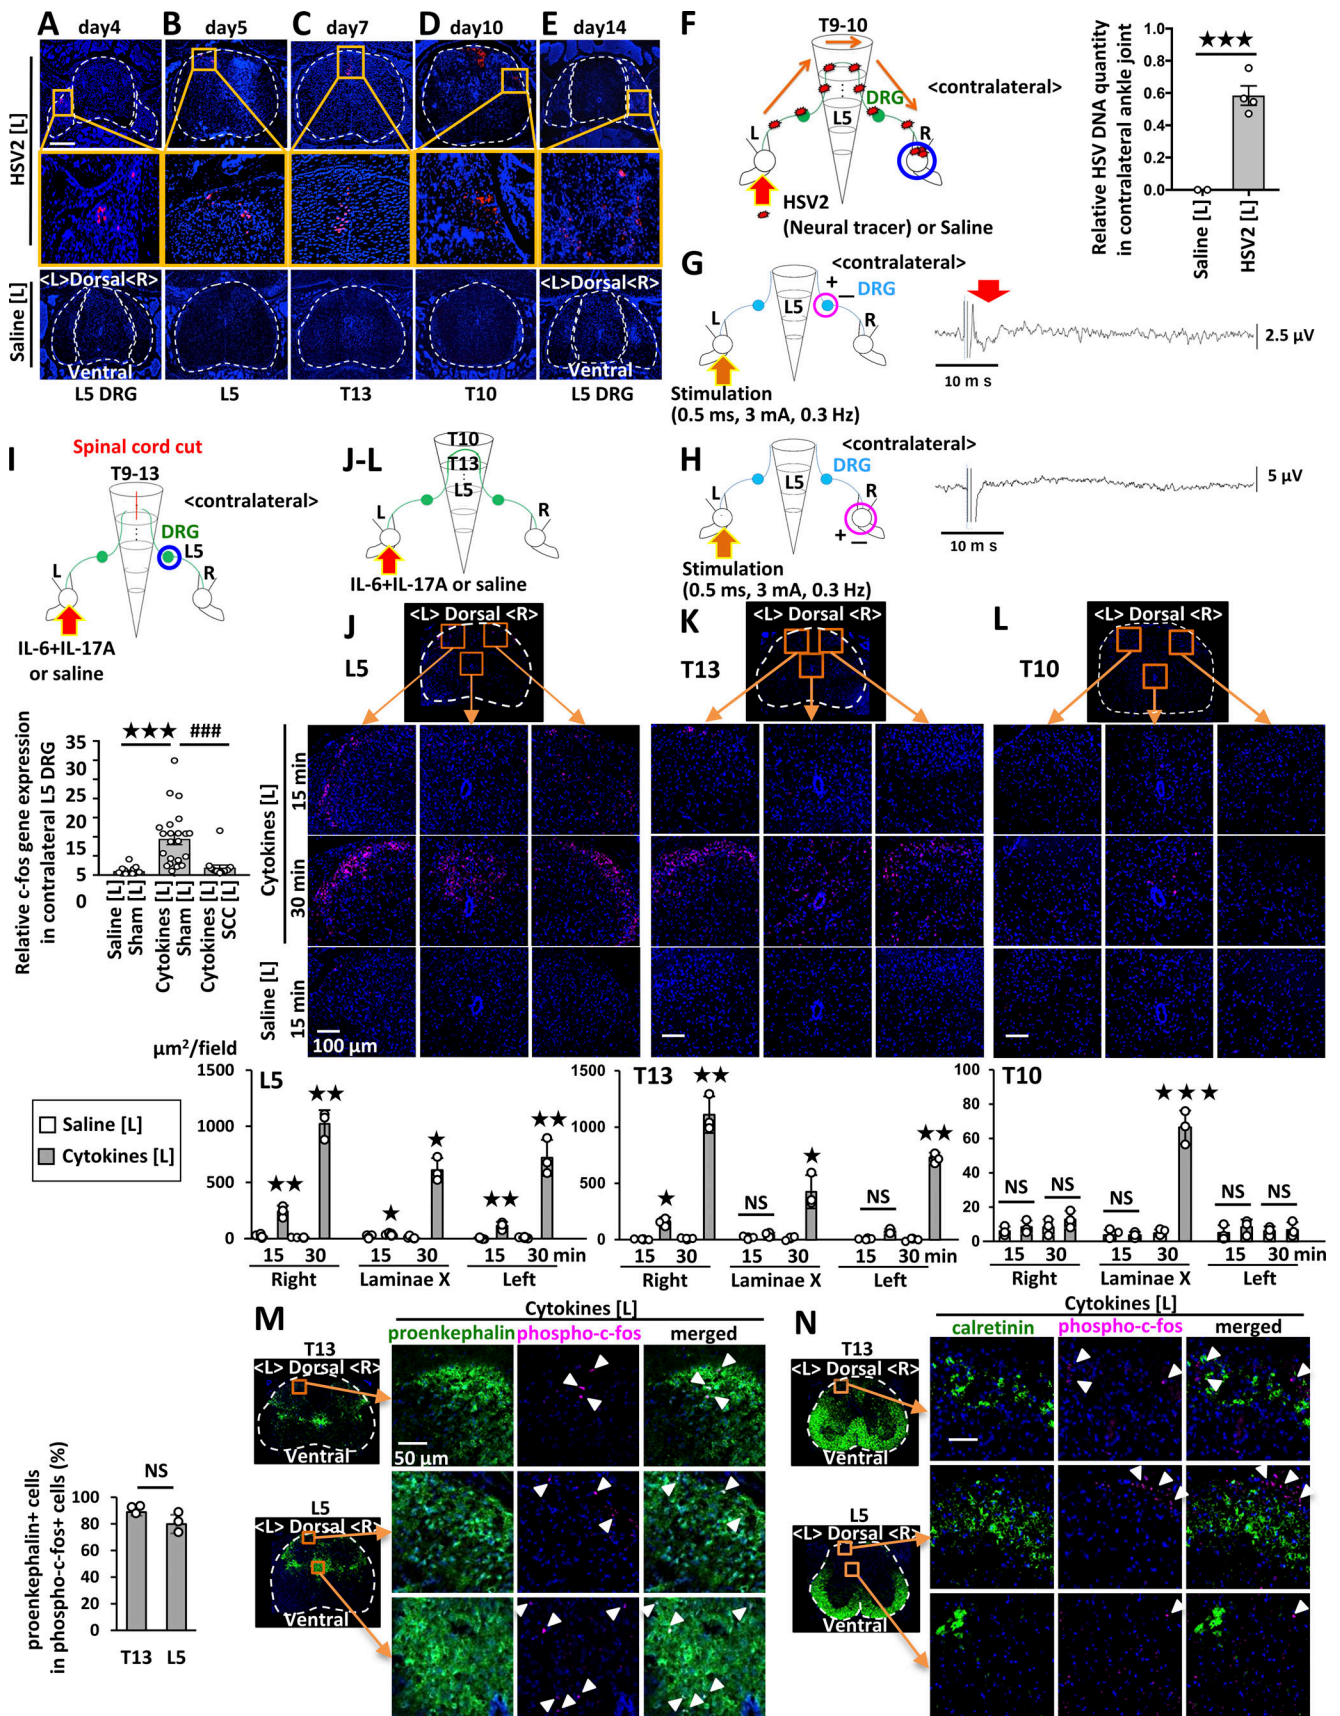 A day4
B day5
C day7
D day10
E day14
HSV2 [L]
Saline [L]
<L>Dorsal<R>
Ventral
<L>Dorsal<R>
Ventral
L5 DRG
L5
T13
T10
L5 DRG
F
T9-10
<contralateral>
DRG
L5
L
R
HSV2
(Neural tracer) or Saline
Relative HSV DNA quantity
in contralateral ankle joint
1.0
0.8
0.6
0.4
0.2
0.0
★★★
Saline [L]
HSV2 [L]
G
<contralateral>
+
−
DRG
L5
L
R
Stimulation
(0.5 ms, 3 mA, 0.3 Hz)
10 m s
2.5 μV
H
<contralateral>
DRG
L5
L
R
+
−
Stimulation
(0.5 ms, 3 mA, 0.3 Hz)
10 m s
5 μV
I
Spinal cord cut
T9-13
<contralateral>
DRG
L5
L
R
IL-6+IL-17A
or saline
Relative c-fos gene expression
in contralateral L5 DRG
35
30
25
20
15
10
5
0
★★★
###
Saline [L]
Sham [L]
Cytokines [L]
Sham [L]
Cytokines [L]
SCC [L]
J-L
T10
T13
L5
L
R
IL-6+IL-17A or saline
J
<L> Dorsal <R>
L5
K
<L> Dorsal <R>
T13
L
<L> Dorsal <R>
T10
Cytokines [L]
15 min
30 min
Saline [L]
15 min
100 μm
μm²/field
Saline [L]
Cytokines [L]
L5
1500
1000
500
0
★★
★★
★
★
★★
★★
15 30
15 30
15 30
Right
Laminae X
Left
T13
1500
1000
500
0
★
★★
NS
★
NS
★★
15 30
15 30
15 30 min
Right
Laminae X
Left
T10
100
80
60
40
20
0
NS
NS
NS
★★★
NS
NS
15 30
15 30
15 30 min
Right
Laminae X
Left
M
Cytokines [L]
proenkephalin
phospho-c-fos
merged
T13
<L> Dorsal <R>
Ventral
50 μm
L5
<L> Dorsal <R>
Ventral
proenkephalin+ cells
in phospho-c-fos+ cells (%)
100
80
60
40
20
0
NS
T13
L5
N
Cytokines [L]
calretinin
phospho-c-fos
merged
T13
<L> Dorsal <R>
Ventral
L5
<L> Dorsal <R>
Ventral